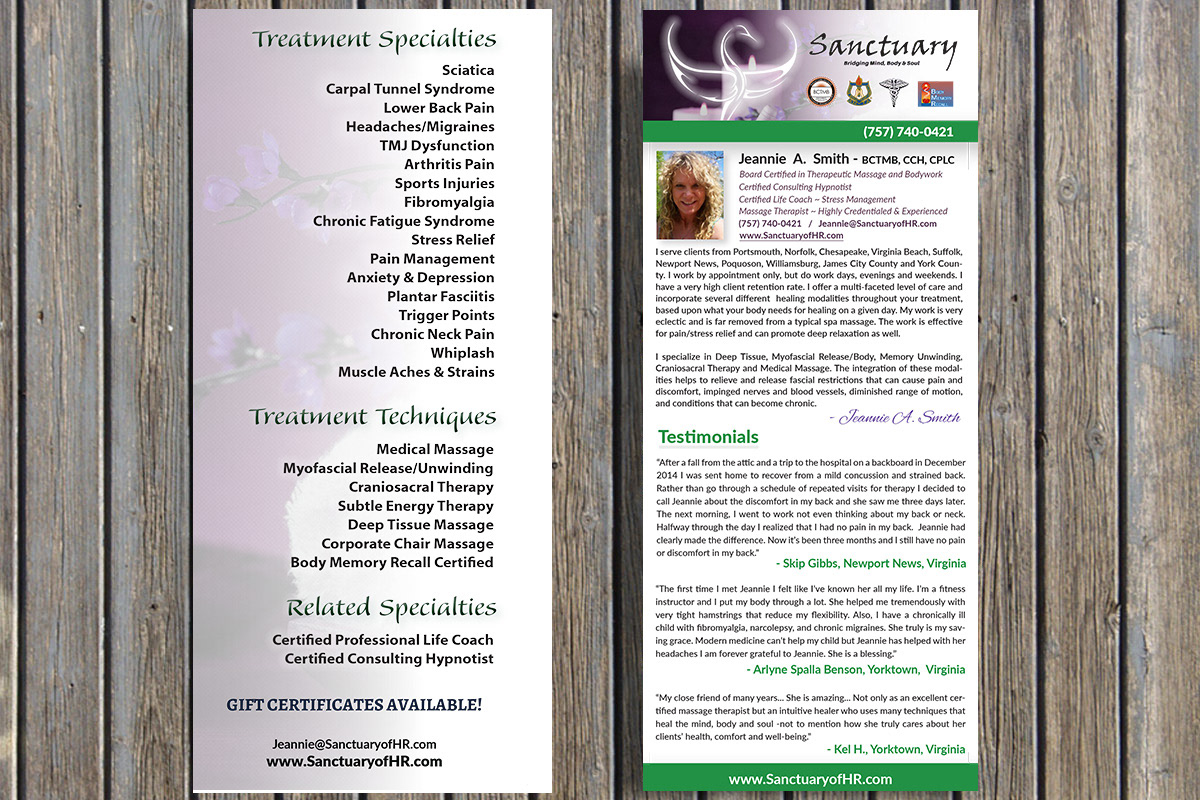 Treatment Specialties
Sciatica
Carpal Tunnel Syndrome
Lower Back Pain
Headaches/Migraines
TMJ Dysfunction
Arthritis Pain
Sports Injuries
Fibromyalgia
Chronic Fatigue Syndrome
Stress Relief
Pain Management
Anxiety & Depression
Plantar Fasciitis
Trigger Points
Chronic Neck Pain
Whiplash
Muscle Aches & Strains
Treatment Techniques
Medical Massage
Myofascial Release/Unwinding
Craniosacral Therapy
Subtle Energy Therapy
Deep Tissue Massage
Corporate Chair Massage
Body Memory Recall Certified
Related Specialties
Certified Professional Life Coach
Certified Consulting Hypnotist
GIFT CERTIFICATES AVAILABLE!
Jeannie@SanctuaryofHR.com
www.SanctuaryofHR.com
Sanctuary
Bridging Mind, Body & Soul
BCTMB
Body
Memory
Recall
(757) 740-0421
Jeannie A. Smith - BCTMB, CCH, CPLC
Board Certified in Therapeutic Massage and Bodywork
Certified Consulting Hypnotist
Certified Life Coach ~ Stress Management
Massage Therapist ~ Highly Credentialed & Experienced
(757) 740-0421 / Jeannie@SanctuaryofHR.com
www.SanctuaryofHR.com
I serve clients from Portsmouth, Norfolk, Chesapeake, Virginia Beach, Suffolk,
Newport News, Poquoson, Williamsburg, James City County and York Coun-
ty. I work by appointment only, but do work days, evenings and weekends. I
have a very high client retention rate. I offer a multi-faceted level of care and
incorporate several different healing modalities throughout your treatment,
based upon what your body needs for healing on a given day. My work is very
eclectic and is far removed from a typical spa massage. The work is effective
for pain/stress relief and can promote deep relaxation as well.
I specialize in Deep Tissue, Myofascial Release/Body, Memory Unwinding,
Craniosacral Therapy and Medical Massage. The integration of these modal-
ities helps to relieve and release fascial restrictions that can cause pain and
discomfort, impinged nerves and blood vessels, diminished range of motion,
and conditions that can become chronic.
- Jeannie A. Smith
Testimonials
"After a fall from the attic and a trip to the hospital on a backboard in December
2014 I was sent home to recover from a mild concussion and strained back.
Rather than go through a schedule of repeated visits for therapy I decided to
call Jeannie about the discomfort in my back and she saw me three days later.
The next morning, I went to work not even thinking about my back or neck.
Halfway through the day I realized that I had no pain in my back. Jeannie had
clearly made the difference. Now it's been three months and I still have no pain
or discomfort in my back."
- Skip Gibbs, Newport News, Virginia
"The first time I met Jeannie I felt like I've known her all my life. I'm a fitness
instructor and I put my body through a lot. She helped me tremendously with
very tight hamstrings that reduce my flexibility. Also, I have a chronically ill
child with fibromyalgia, narcolepsy, and chronic migraines. She truly is my sav-
ing grace. Modern medicine can't help my child but Jeannie has helped with her
headaches I am forever grateful to Jeannie. She is a blessing."
- Arlyne Spalla Benson, Yorktown, Virginia
"My close friend of many years... She is amazing... Not only as an excellent cer-
tified massage therapist but an intuitive healer who uses many techniques that
heal the mind, body and soul -not to mention how she truly cares about her
clients' health, comfort and well-being."
- Kel H., Yorktown, Virginia
www.SanctuaryofHR.com